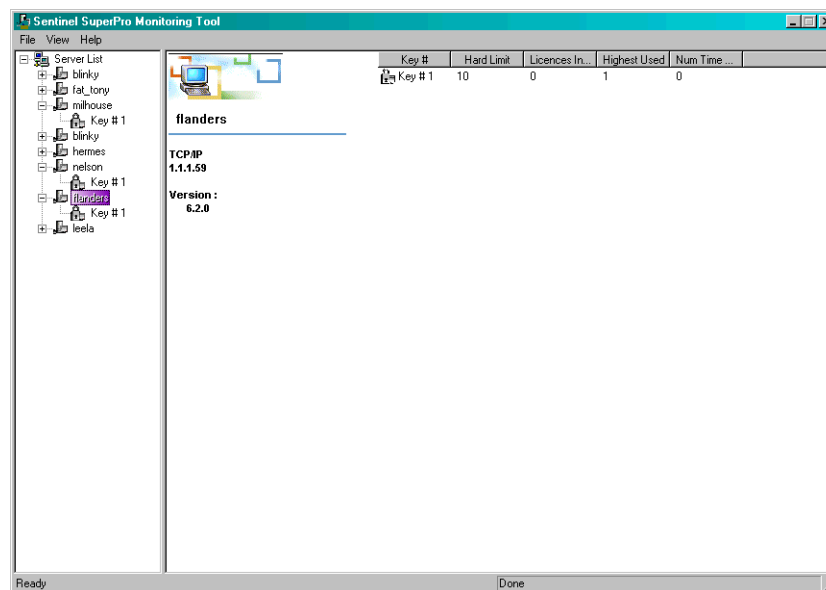 Sentinel SuperPro Monitoring Tool
File View Help
Server List
blinky
fat_tony
milhouse
Key # 1
blinky
hermes
nelson
Key # 1
flanders
Key # 1
leela
flanders
TCP/IP
1.1.1.59
Version :
6.2.0
Key # Hard Limit Licences In... Highest Used Num Time ...
Key # 1 10 0 1 0
Ready Done